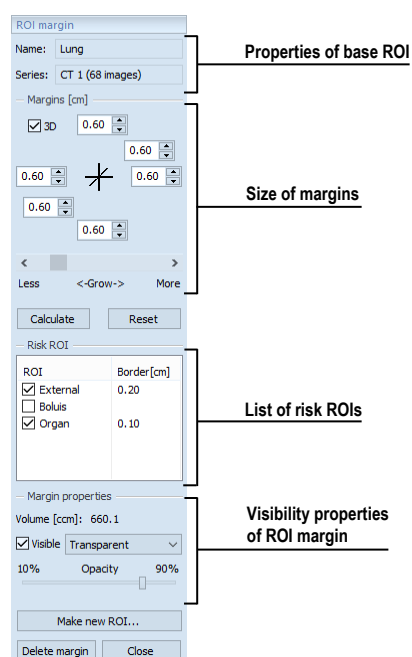 ROI margin
Name: Lung
Properties of base ROI
Series: CT 1 (68 images)
Margins [cm]
3D 0.60
0.60
0.60 0.60
Size of margins
0.60
0.60
< >
Less <-Grow-> More
Calculate Reset
Risk ROI
ROI Border[cm]
External 0.20
Boluis
Organ 0.10
List of risk ROIs
Margin properties
Volume [ccm]: 660.1
Visibility properties
of ROI margin
Visible Transparent
10% Opacity 90%
Make new ROI...
Delete margin Close